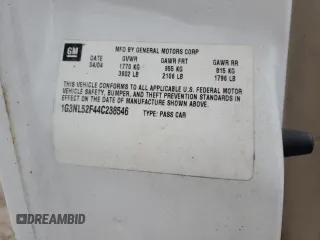 GM
MFD BY GENERAL MOTORS CORP
DATE GVWR GAWR FRT GAWR RR
04/04 1770 KG 955 KG 815 KG
3902 LB 2106 LB 1796 LB
THIS VEHICLE CONFORMS TO ALL APPLICABLE U.S. FEDERAL MOTOR
VEHICLE SAFETY, BUMPER, AND THEFT PREVENTION STANDARDS IN
EFFECT ON THE DATE OF MANUFACTURE SHOWN ABOVE.
1G3NL52F44C238546 TYPE: PASS CAR
DREAMBID